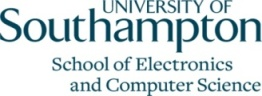 UNIVERSITY OF
Southampton
School of Electronics
and Computer Science